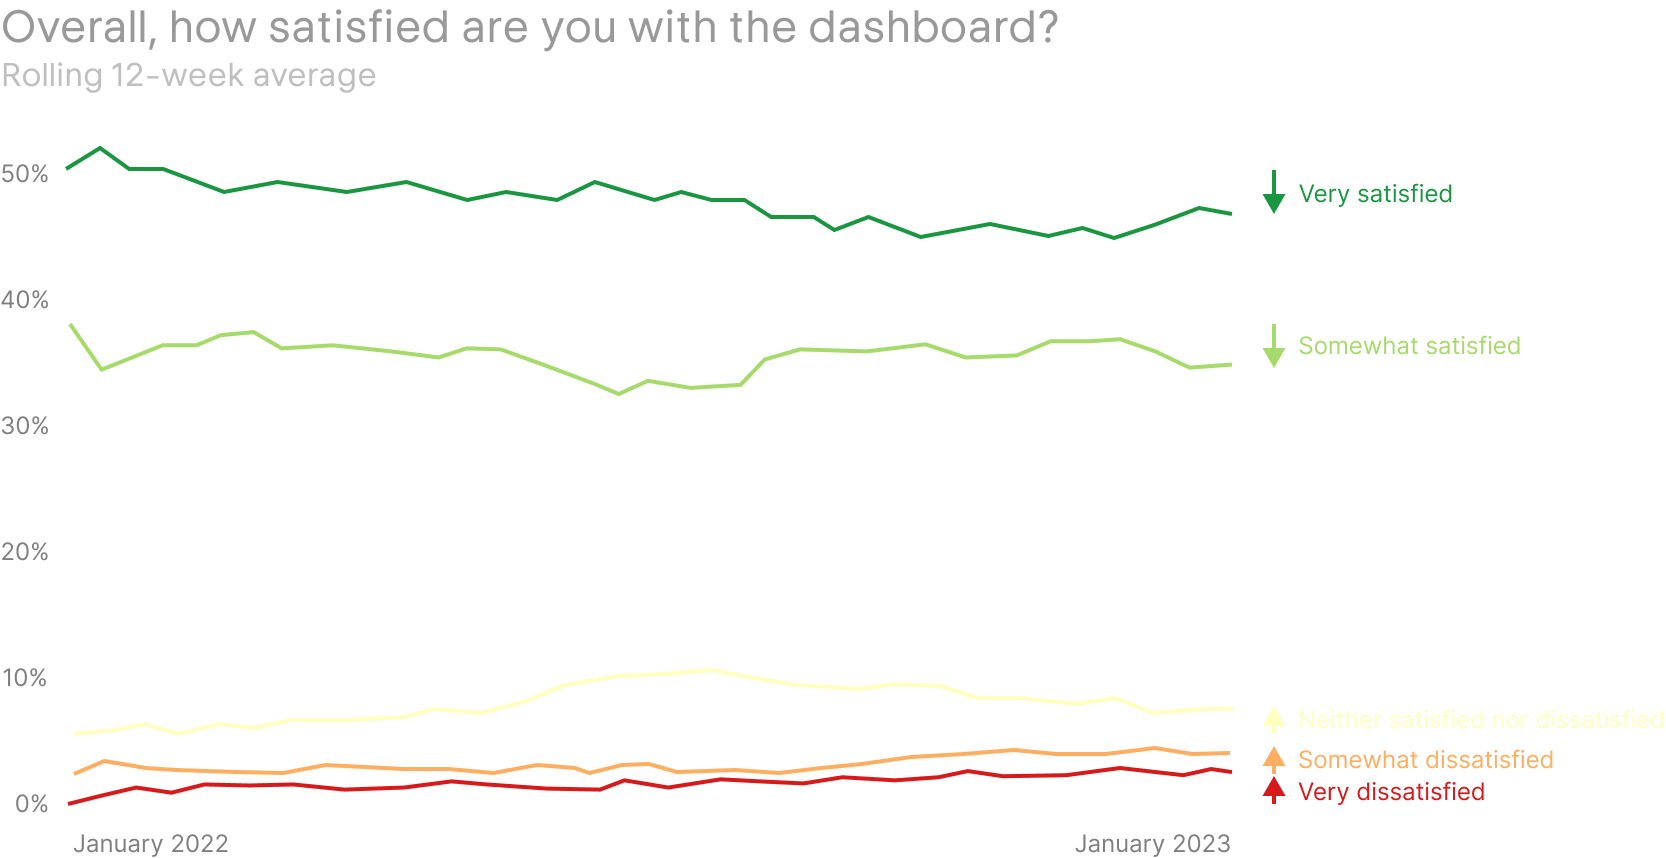 Overall, how satisfied are you with the dashboard?
Rolling 12-week average
50%
Very satisfied
40%
Somewhat satisfied
30%
20%
10%
Neither satisfied nor dissatisfied
Somewhat dissatisfied
Very dissatisfied
0%
January 2022
January 2023